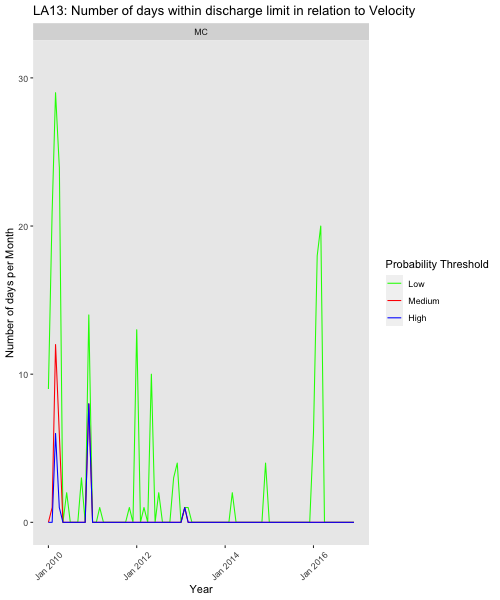 LA13: Number of days within discharge limit in relation to Velocity
MC
30
20
10
0
Number of days per Month
Jan 2010
Jan 2012
Jan 2014
Jan 2016
Year
Probability Threshold
Low
Medium
High